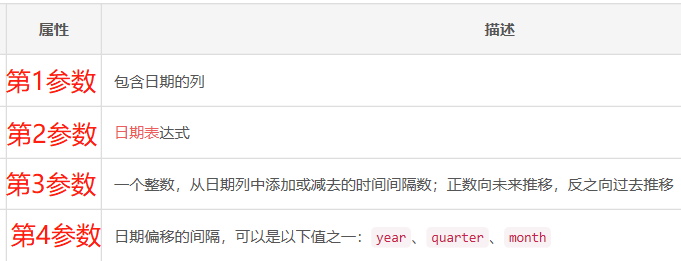 属性 描述
第1参数 包含日期的列
第2参数 日期表达式
第3参数 一个整数，从日期列中添加或减去的时间间隔数；正数向未来推移，反之向过去推移
第4参数 日期偏移的间隔，可以是以下值之一： year 、 quarter 、 month